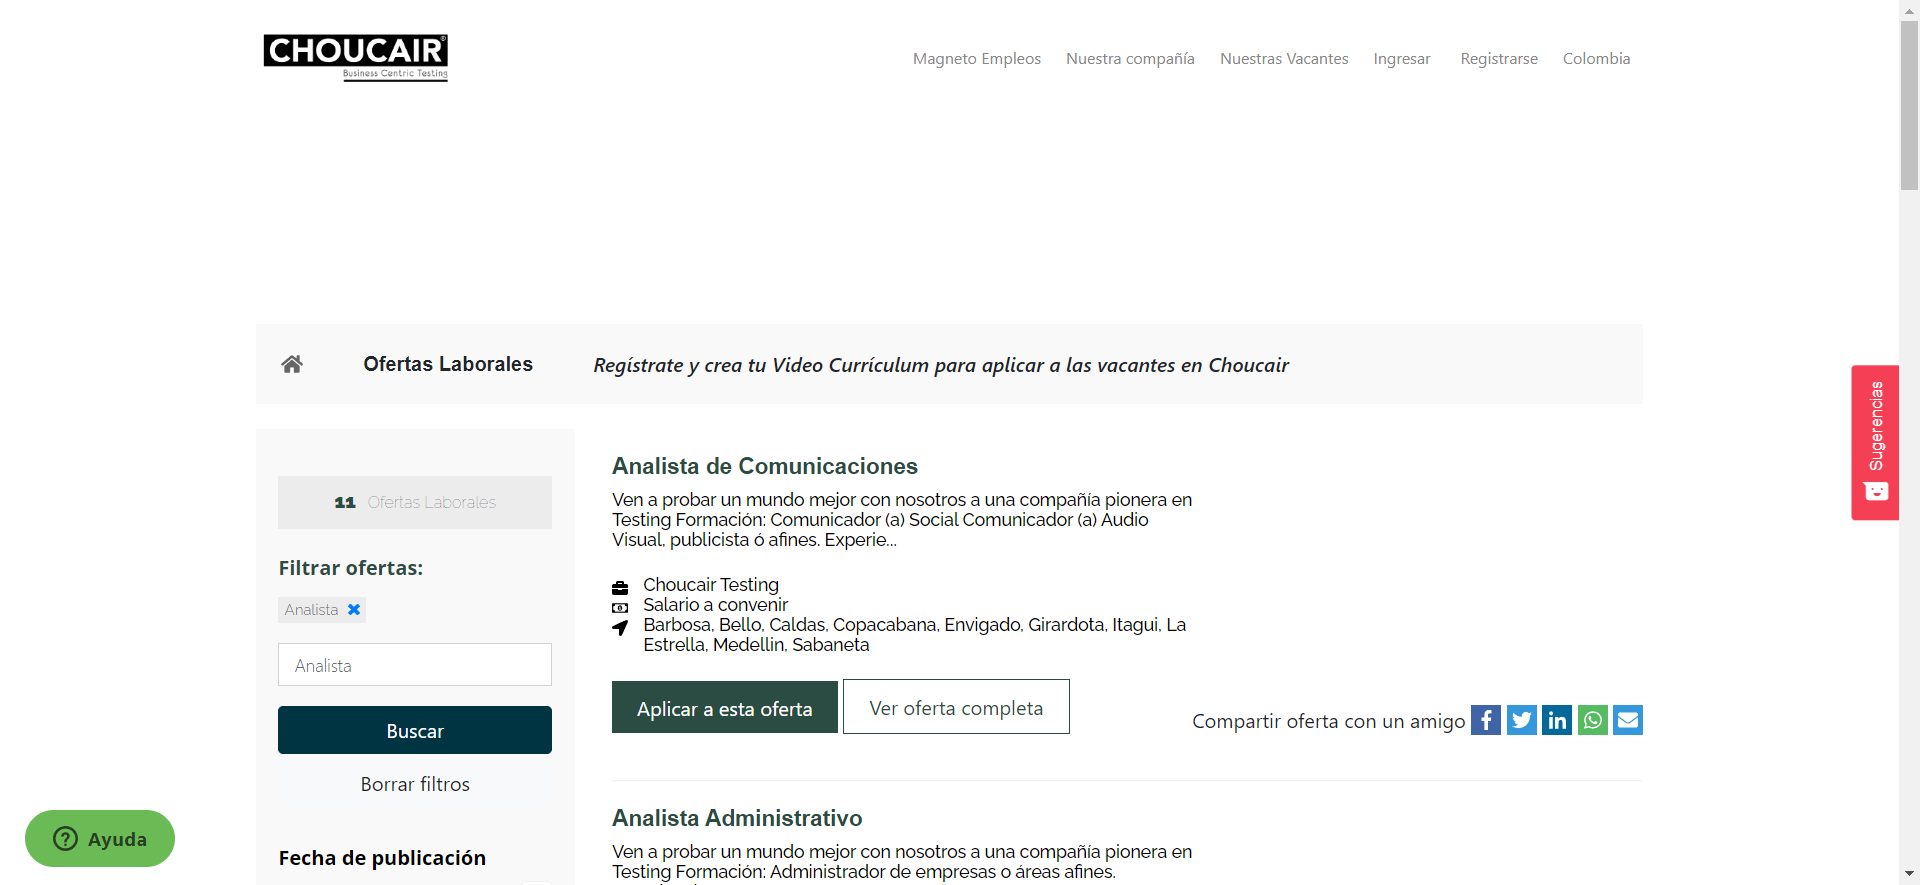 CHOUCAIR®
Business Centric Testing
Magneto Empleos
Nuestra compañía
Nuestras Vacantes
Ingresar
Registrarse
Colombia
Ofertas Laborales
Regístrate y crea tu Video Currículum para aplicar a las vacantes en Choucair
11 Ofertas Laborales
Filtrar ofertas:
Analista
Analista
Buscar
Borrar filtros
Fecha de publicación
Analista de Comunicaciones
Ven a probar un mundo mejor con nosotros a una compañía pionera en
Testing Formación: Comunicador (a) Social Comunicador (a) Audio
Visual, publicista ó afines. Experie...
Choucair Testing
Salario a convenir
Barbosa, Bello, Caldas, Copacabana, Envigado, Girardota, Itagui, La
Estrella, Medellin, Sabaneta
Aplicar a esta oferta
Ver oferta completa
Compartir oferta con un amigo
Analista Administrativo
Ven a probar un mundo mejor con nosotros a una compañía pionera en
Testing Formación: Administrador de empresas o áreas afines.
Sugerencias
Ayuda